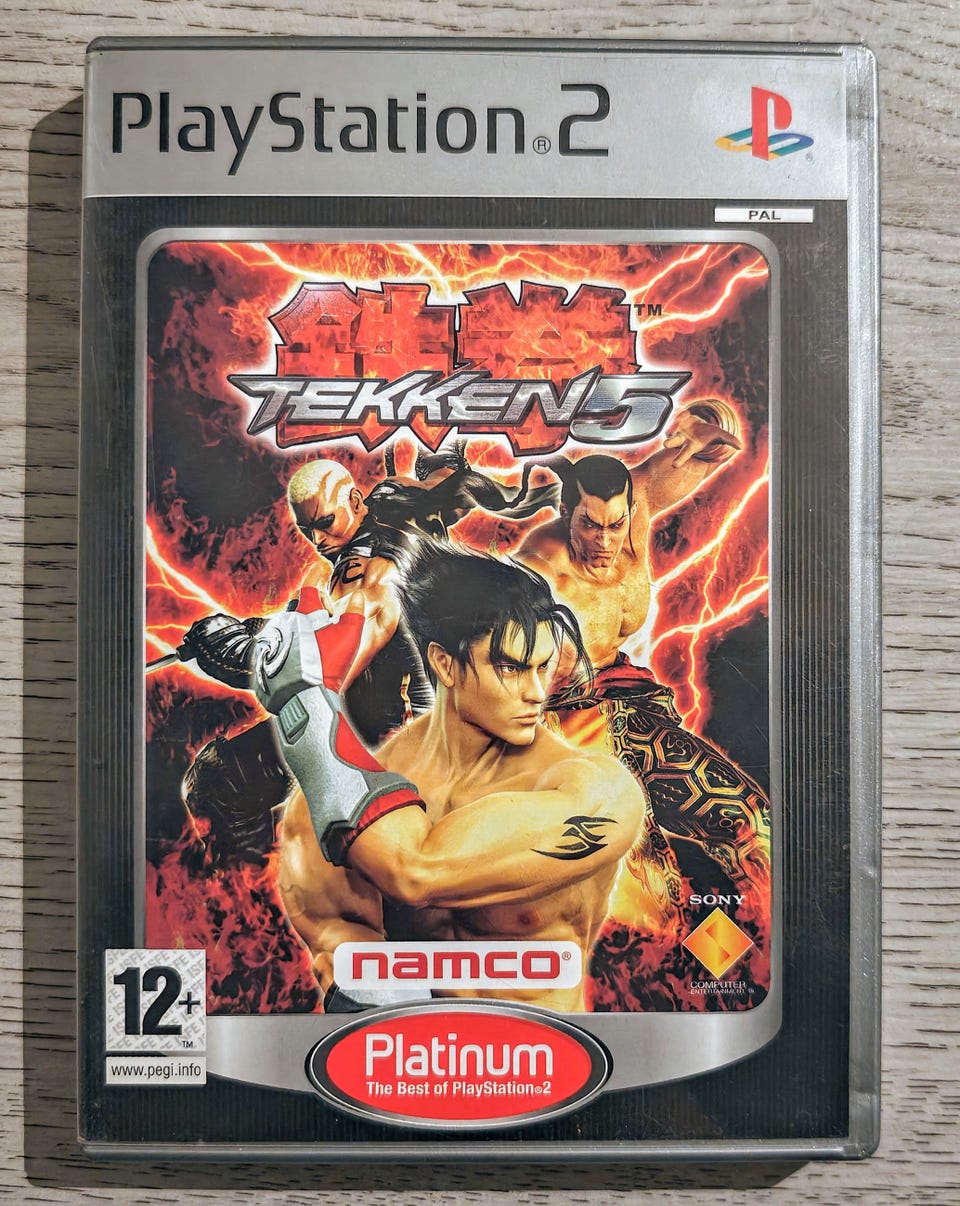 PlayStation®2
PAL
鉄拳™
TEKKEN 5
SONY
COMPUTER
ENTERTAINMENT®
namco®
12+
™
www.pegi.info
Platinum
The Best of PlayStation®2